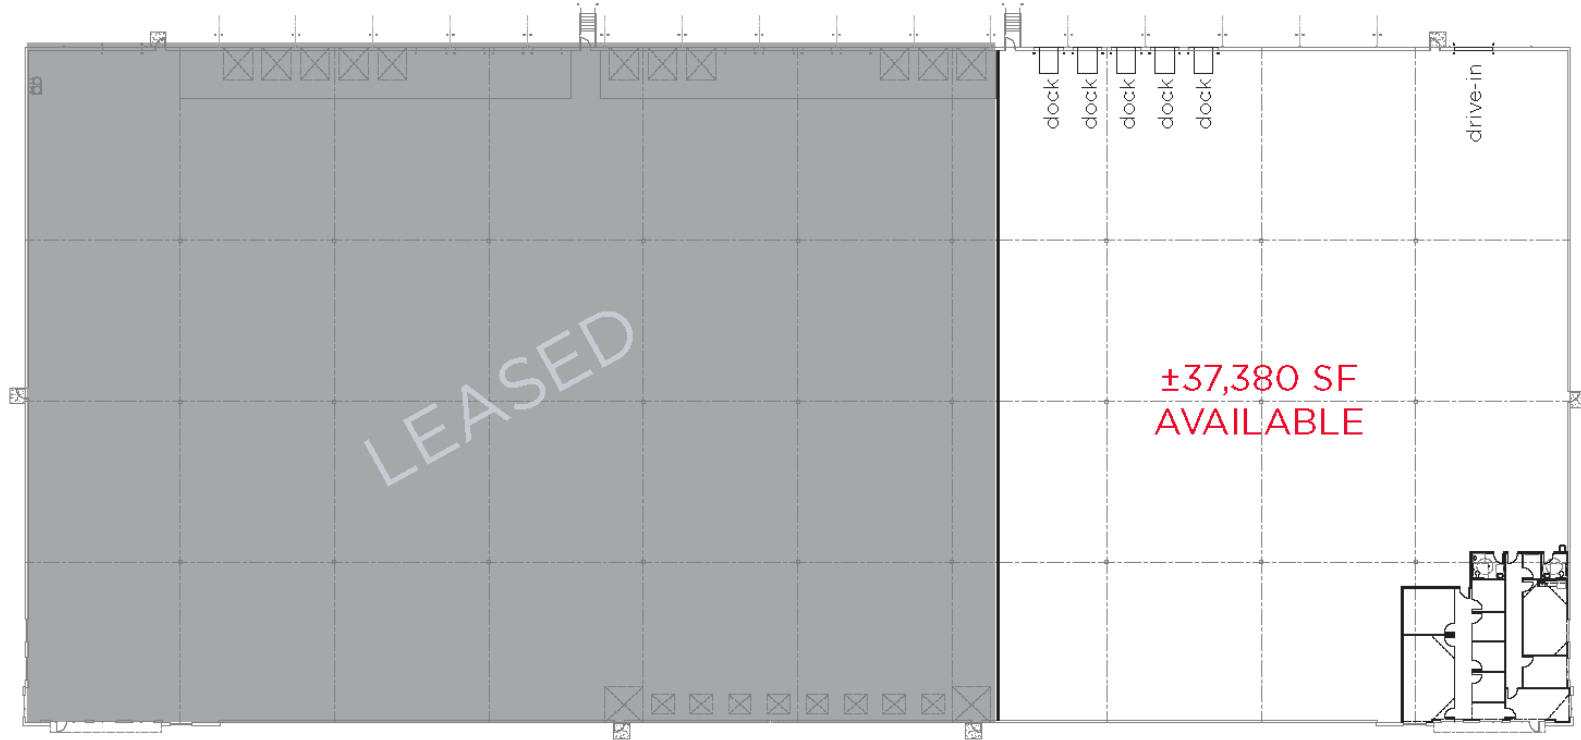 dock
dock
dock
dock
dock
drive-in
LEASED
±37,380 SF
AVAILABLE